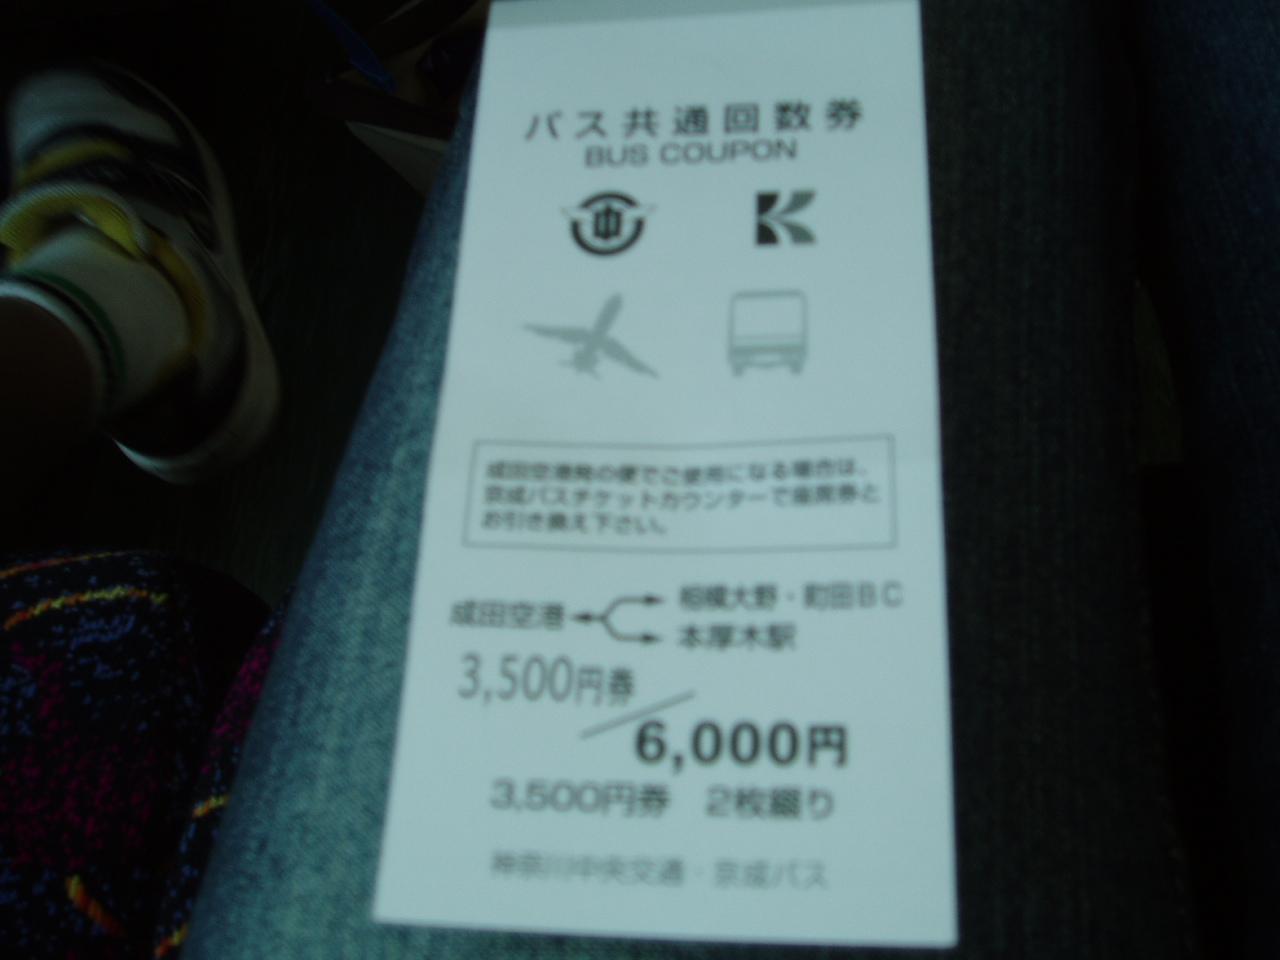 バス共通回数券
BUS COUPON
成田空港発の便でご使用になる場合は、
京成バスチケットカウンターで座席券と
お引き換え下さい。
成田空港
相模大野・町田BC
本厚木駅
3,500円券
6,000円
3,500円券 2枚綴り
神奈川中央交通・京成バス